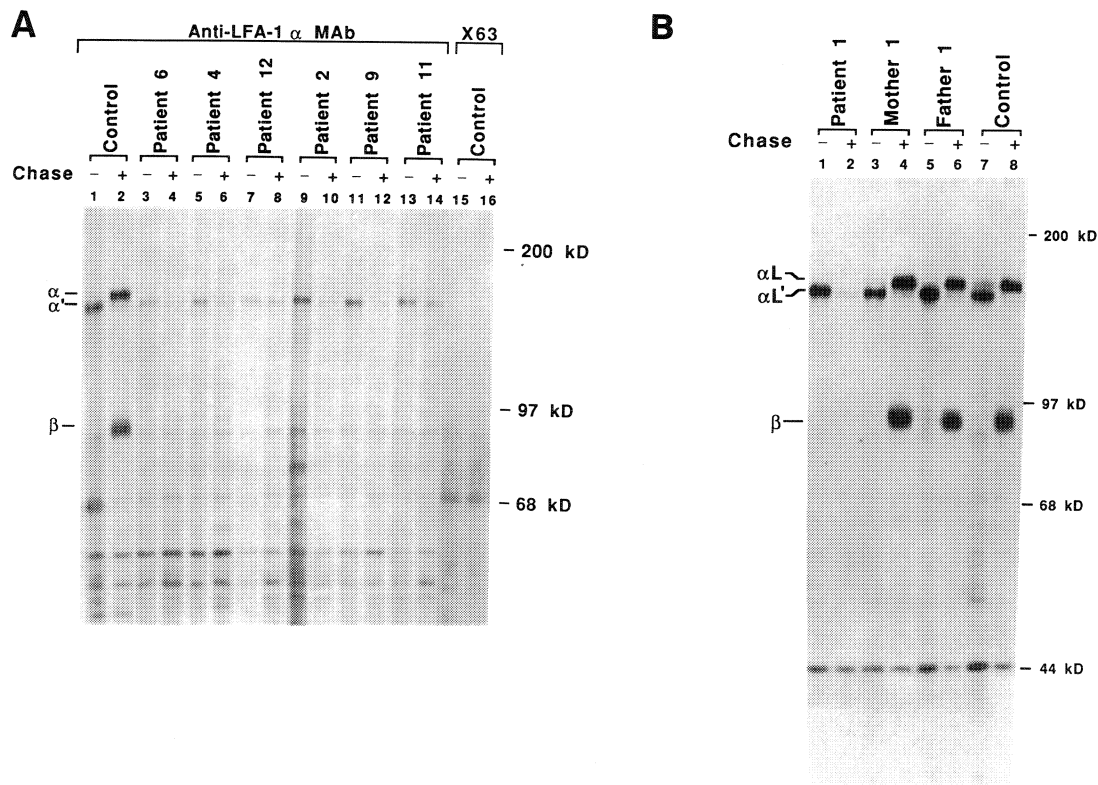 A
Anti-LFA-1 α MAb
X63
Control
Patient 6
Patient 4
Patient 12
Patient 2
Patient 9
Patient 11
Control
Chase
− + − + − + − + − + − + − + − +
1 2 3 4 5 6 7 8 9 10 11 12 13 14 15 16
200 kD
α
α'
97 kD
β
68 kD
B
Patient 1
Mother 1
Father 1
Control
Chase
− + − + − + − +
1 2 3 4 5 6 7 8
200 kD
αL
αL'
97 kD
β
68 kD
44 kD